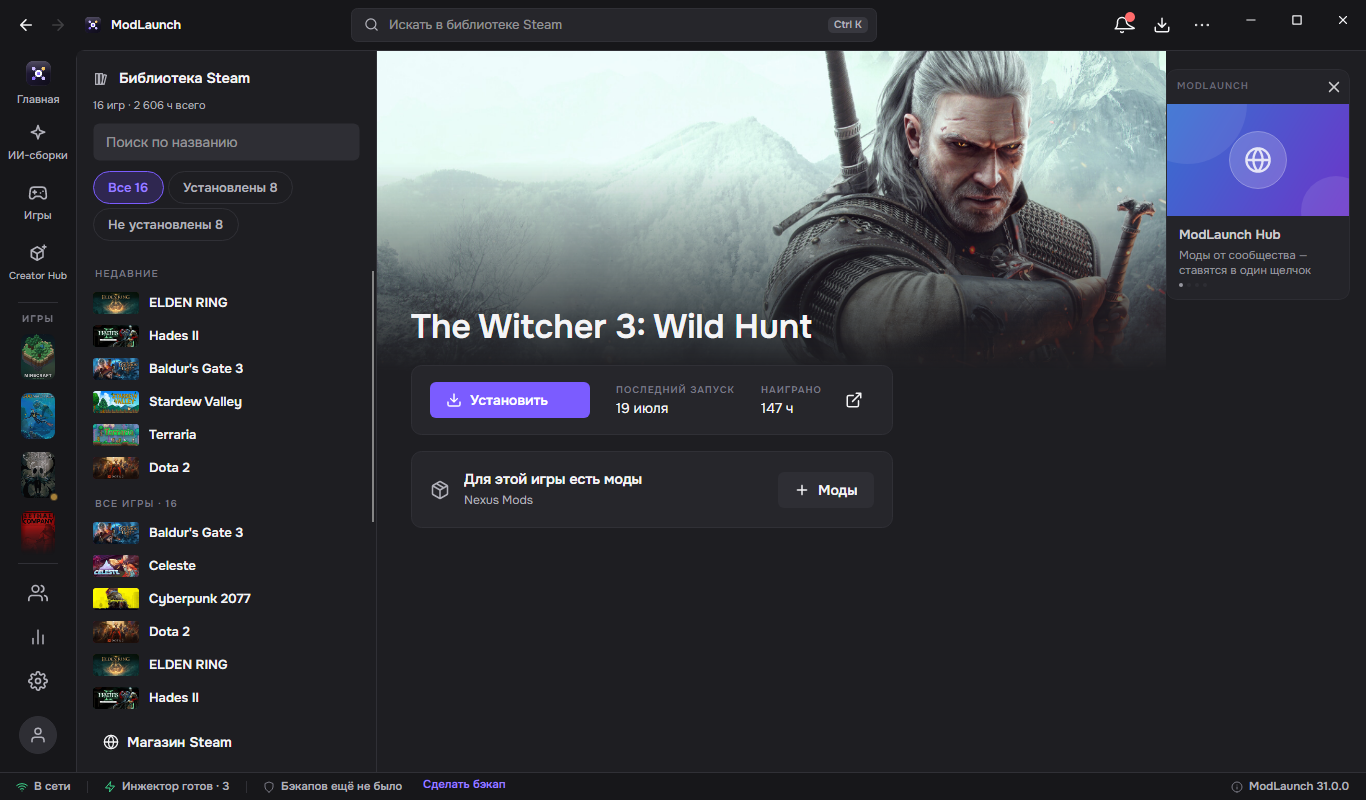 ModLaunch
Искать в библиотеке Steam
Ctrl K
Главная
ИИ-сборки
Игры
Creator Hub
ИГРЫ
MINECRAFT
LETHAL
COMPANY
Библиотека Steam
16 игр · 2 606 ч всего
Поиск по названию
Все 16
Установлены 8
Не установлены 8
НЕДАВНИЕ
ELDEN RING
Hades II
Baldur's Gate 3
Stardew Valley
Terraria
Dota 2
ВСЕ ИГРЫ · 16
Baldur's Gate 3
CELESTE
Celeste
Cyberpunk 2077
Dota 2
ELDEN RING
Hades II
Магазин Steam
The Witcher 3: Wild Hunt
Установить
ПОСЛЕДНИЙ ЗАПУСК
19 июля
НАИГРАНО
147 ч
Для этой игры есть моды
Nexus Mods
Моды
MODLAUNCH
ModLaunch Hub
Моды от сообщества —
ставятся в один щелчок
В сети
Инжектор готов · 3
Бэкапов ещё не было
Сделать бэкап
ModLaunch 31.0.0